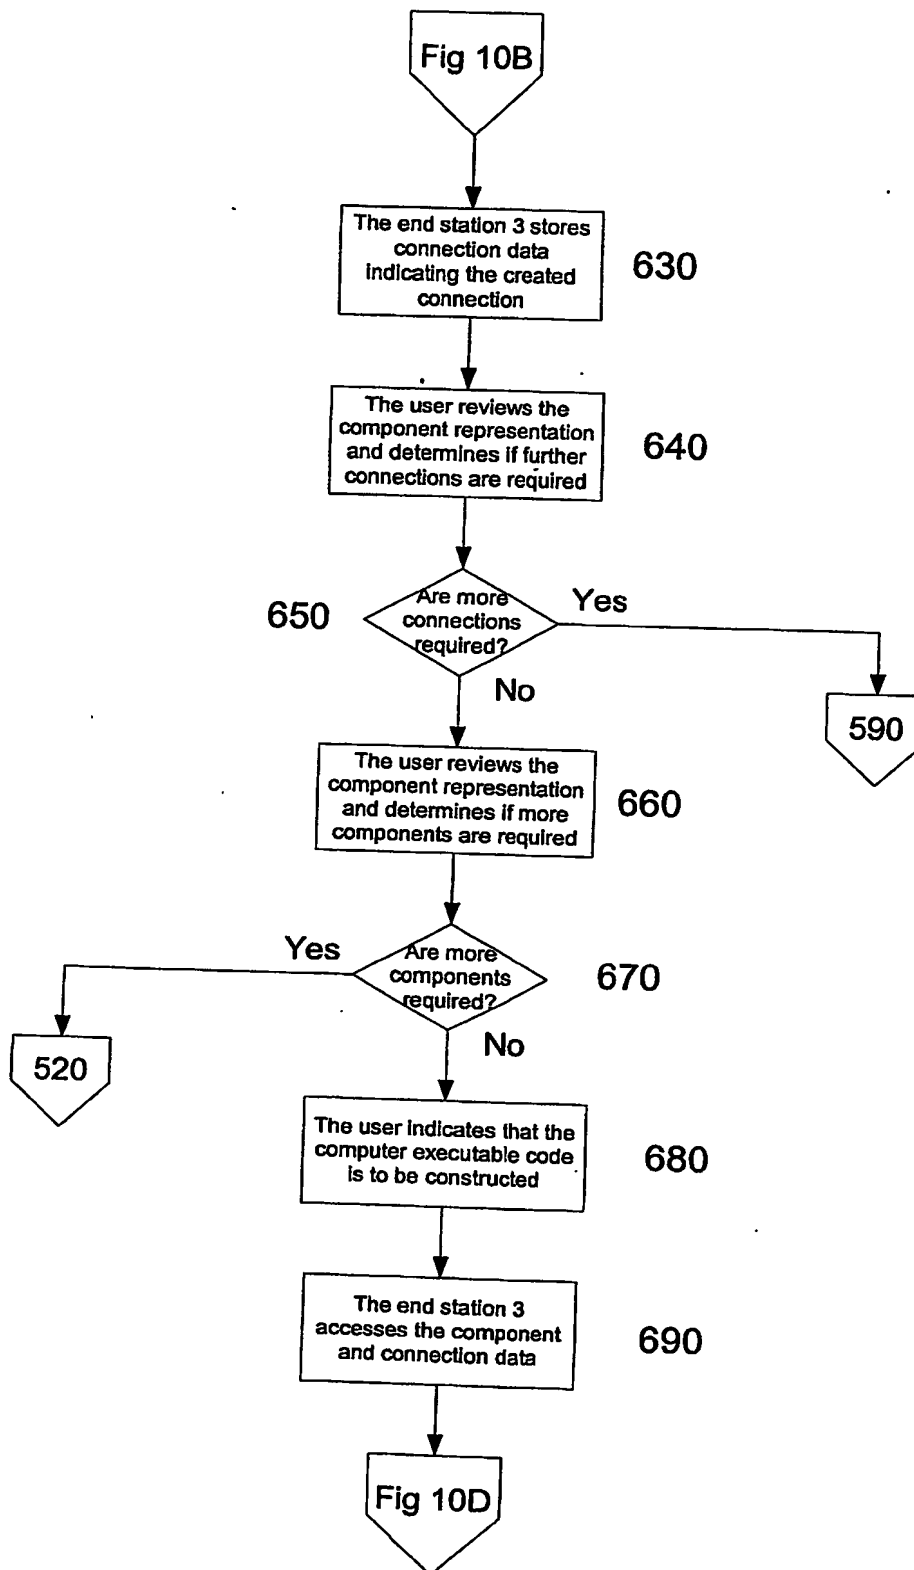 Fig 10B
The end station 3 stores
connection data
indicating the created
connection
630
The user reviews the
component representation
and determines if further
connections are required
640
650
Are more
connections
required?
Yes
No
590
The user reviews the
component representation
and determines if more
components are required
660
Yes
Are more
components
required?
670
No
520
The user indicates that the
computer executable code
is to be constructed
680
The end station 3
accesses the component
and connection data
690
Fig 10D